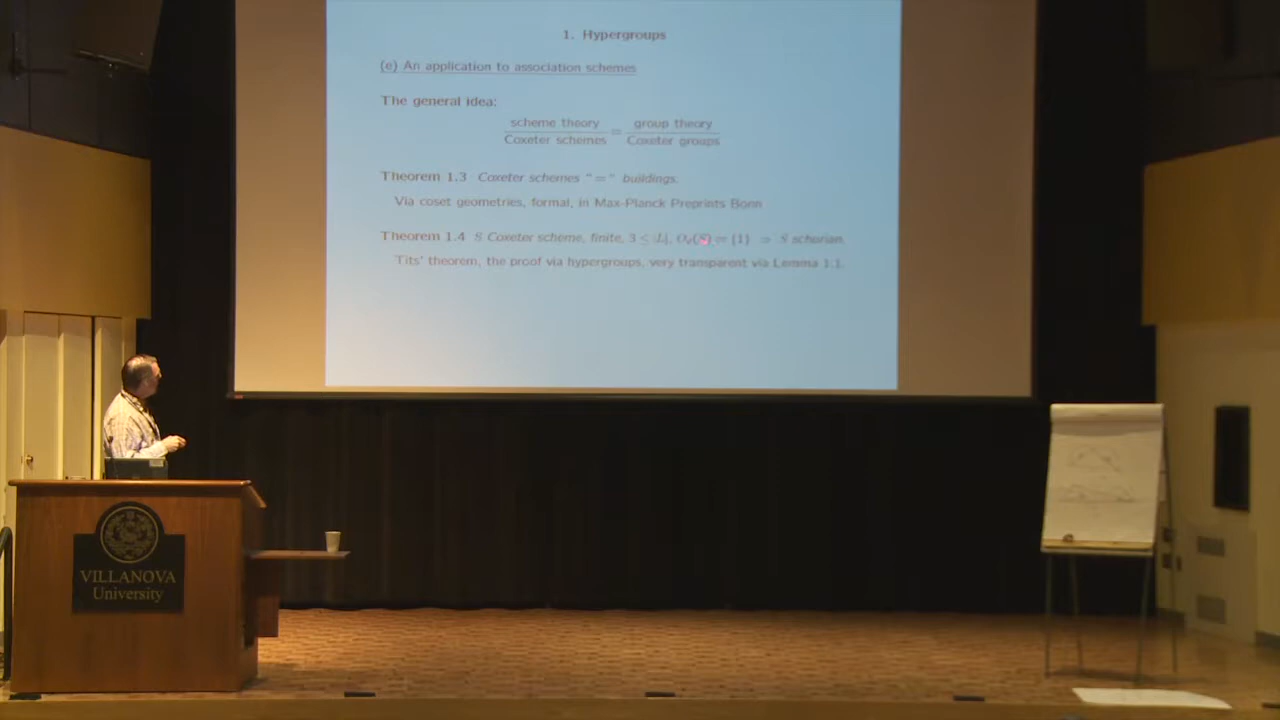 1. Hypergroups
(e) An application to association schemes
The general idea:
scheme theory / Coxeter schemes = group theory / Coxeter groups
Theorem 1.3 Coxeter schemes " = " buildings.
Via coset geometries, formal, in Max-Planck Preprints Bonn
Theorem 1.4 S Coxeter scheme, finite, 3 ≤ |L|, (S) = {1} ⇒ S schurian.
Tits' theorem, the proof via hypergroups, very transparent via Lemma 1.1.
VILLANOVA
University